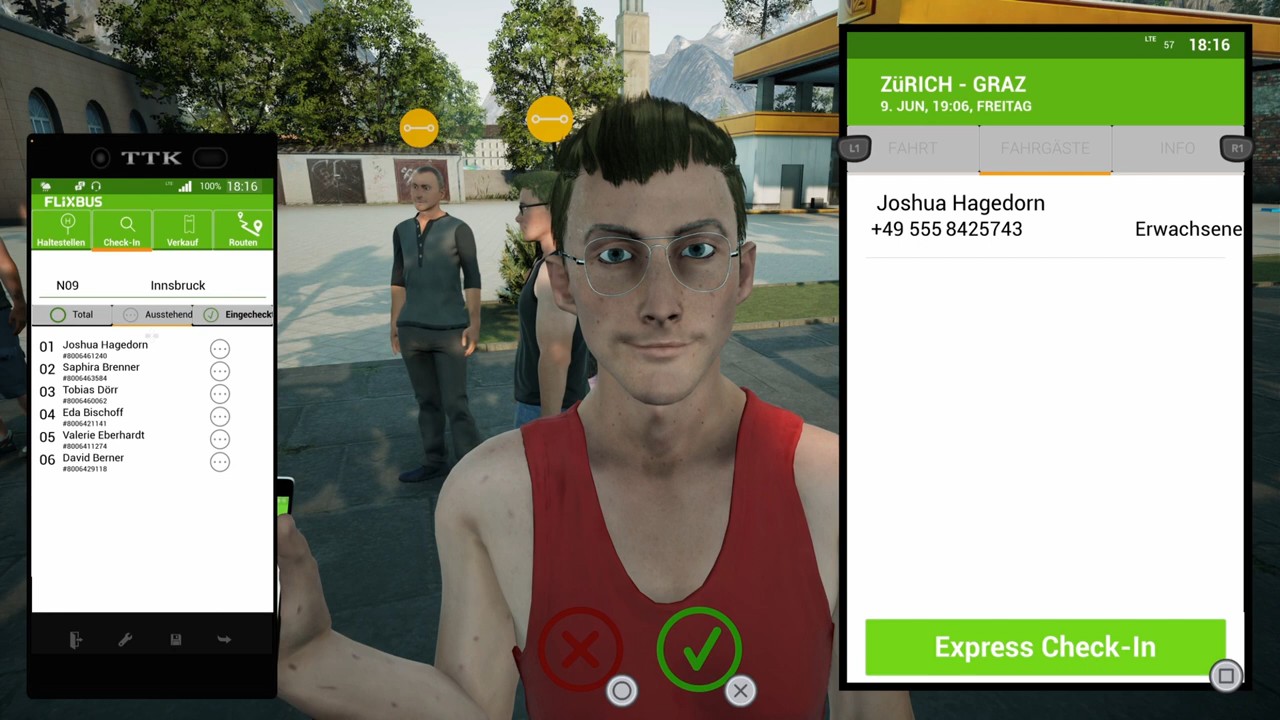 TTK
LTE 100% 18:16
FLiXBUS
Haltestellen Check-In Verkauf Routen
N09 Innsbruck
Total Ausstehend Eingecheckt
01 Joshua Hagedorn
#8006461240
02 Saphira Brenner
#8006463584
03 Tobias Dörr
#8006460062
04 Eda Bischoff
#8006421141
05 Valerie Eberhardt
#8006411274
06 David Berner
#8006429118
LTE 57 18:16
ZüRICH - GRAZ
9. JUN, 19:06, FREITAG
L1 FAHRT FAHRGÄSTE INFO R1
Joshua Hagedorn
+49 555 8425743 Erwachsene
Express Check-In